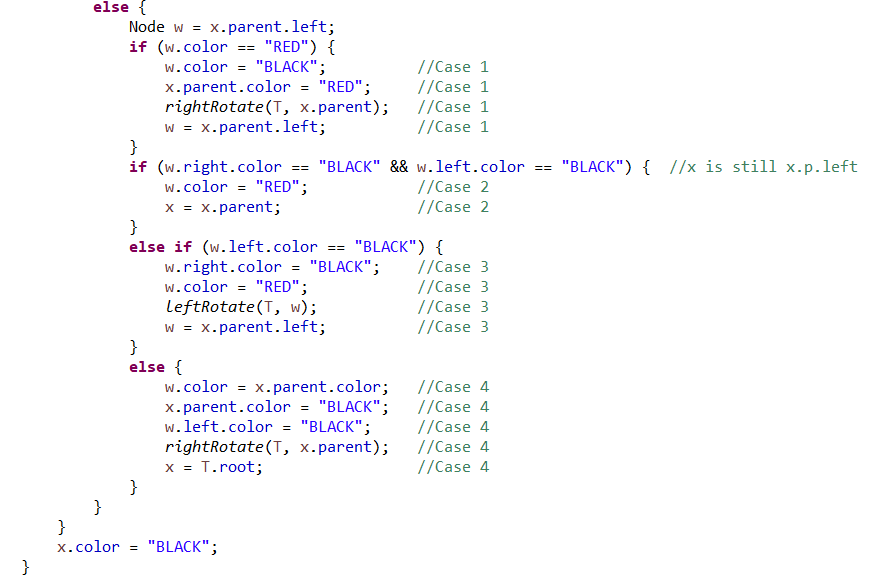 else {
Node w = x.parent.left;
if (w.color == "RED") {
w.color = "BLACK"; //Case 1
x.parent.color = "RED"; //Case 1
rightRotate(T, x.parent); //Case 1
w = x.parent.left; //Case 1
}
if (w.right.color == "BLACK" && w.left.color == "BLACK") { //x is still x.p.left
w.color = "RED"; //Case 2
x = x.parent; //Case 2
}
else if (w.left.color == "BLACK") {
w.right.color = "BLACK"; //Case 3
w.color = "RED"; //Case 3
leftRotate(T, w); //Case 3
w = x.parent.left; //Case 3
}
else {
w.color = x.parent.color; //Case 4
x.parent.color = "BLACK"; //Case 4
w.left.color = "BLACK"; //Case 4
rightRotate(T, x.parent); //Case 4
x = T.root; //Case 4
}
}
}
x.color = "BLACK";
}